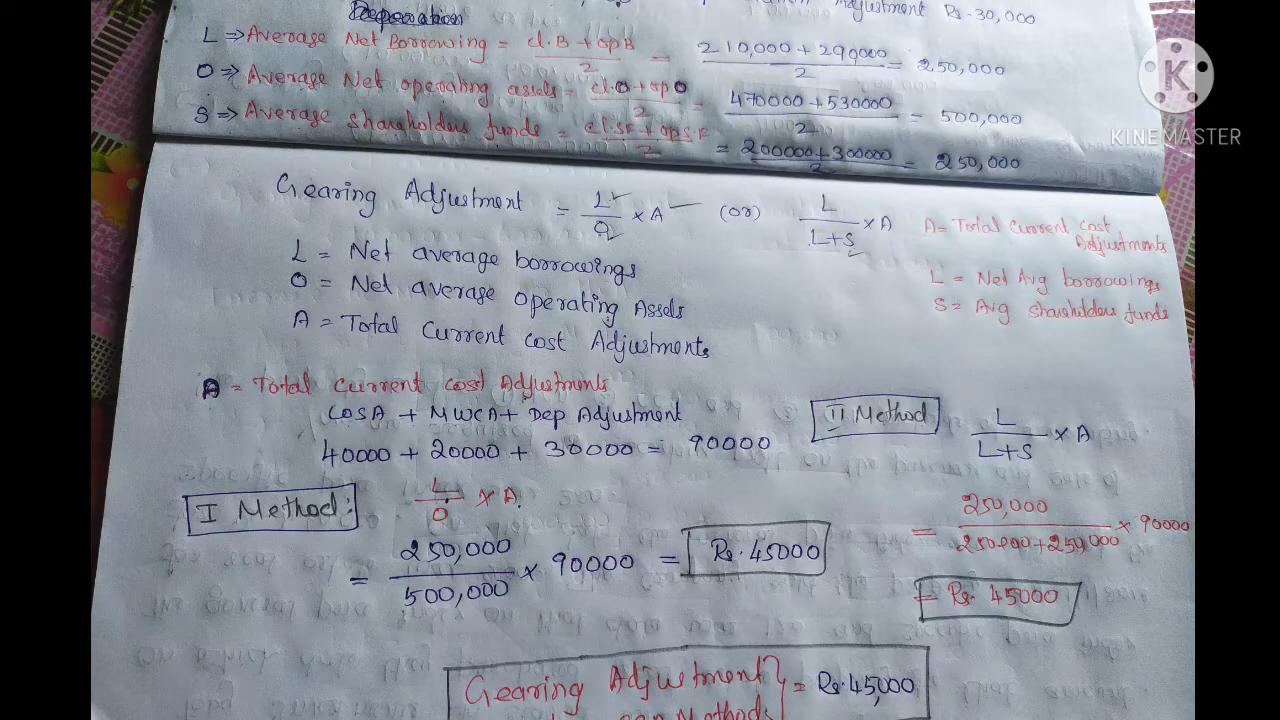 Adjustment Rs. 30,000
Depreciation
L ⇒ Average Net Borrowing = cl.B + op B / 2 = 210,000 + 290000 / 2 = 250,000
O ⇒ Average Net operating assets = cl.O + op O / 2 = 470000 + 530000 / 2 = 500,000
S ⇒ Average shareholders funds = cl.S.F + op S.F / 2 = 200000 + 300000 / 2 = 250,000
K
KINEMASTER
Gearing Adjustment = L / O × A (or) L / L+S × A
A = Total Current Cost Adjustments
L = Net average borrowings
L = Net Avg borrowings
O = Net average operating Assets
S = Avg shareholders funds
A = Total Current cost Adjustments
A = Total Current cost Adjustments
COSA + MWCA + Dep Adjustment
40000 + 20000 + 30000 = 90000
II Method
L / L+S × A
I Method:
L / O × A.
= 250,000 / 500,000 × 90000 = Rs. 45000
= 250,000 / 250,000 + 250,000 × 90000
= Rs. 45000
Gearing Adjustment } = Rs. 45,000
Methods